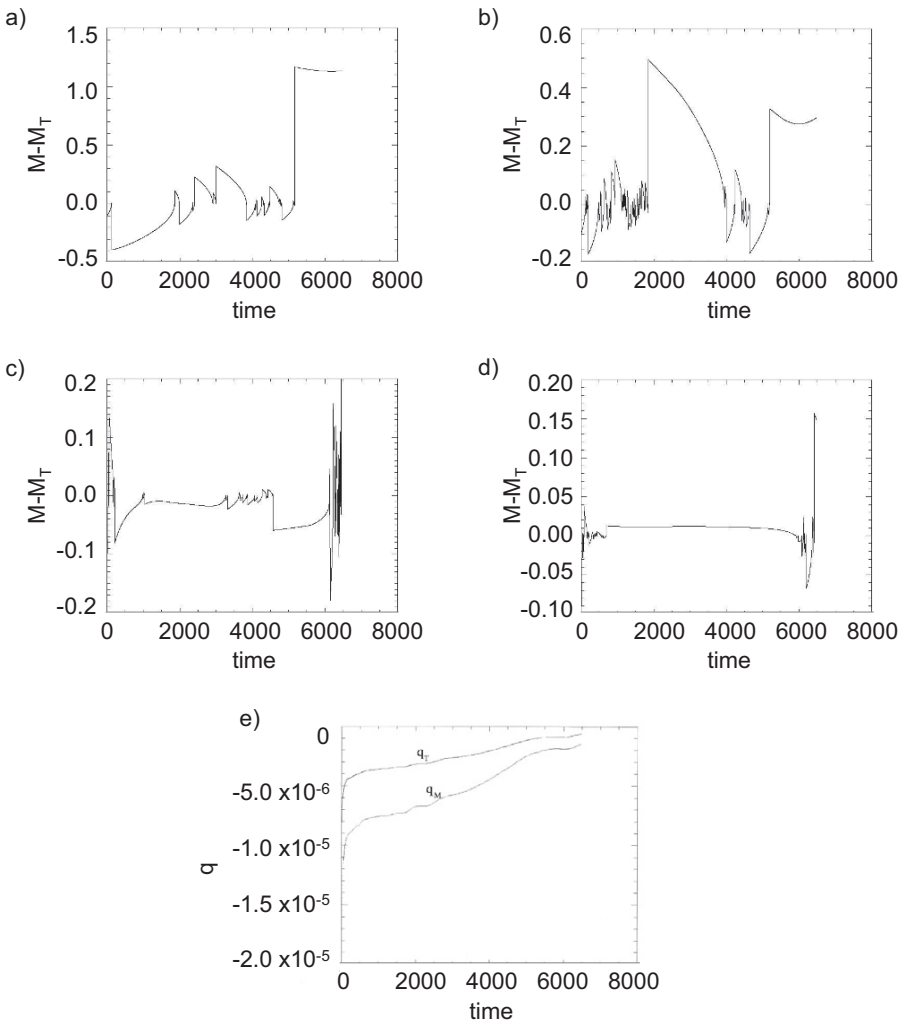 a)
M-M_T
1.5
1.0
0.5
0.0
-0.5
0 2000 4000 6000 8000
time
b)
M-M_T
0.6
0.4
0.2
0.0
-0.2
0 2000 4000 6000 8000
time
c)
M-M_T
0.2
0.1
0.0
-0.1
-0.2
0 2000 4000 6000 8000
time
d)
M-M_T
0.20
0.15
0.10
0.05
0.00
-0.05
-0.10
0 2000 4000 6000 8000
time
e)
q
0
-5.0 x10⁻⁶
-1.0 x10⁻⁵
-1.5 x10⁻⁵
-2.0 x10⁻⁵
q_T
q_M
0 2000 4000 6000 8000
time